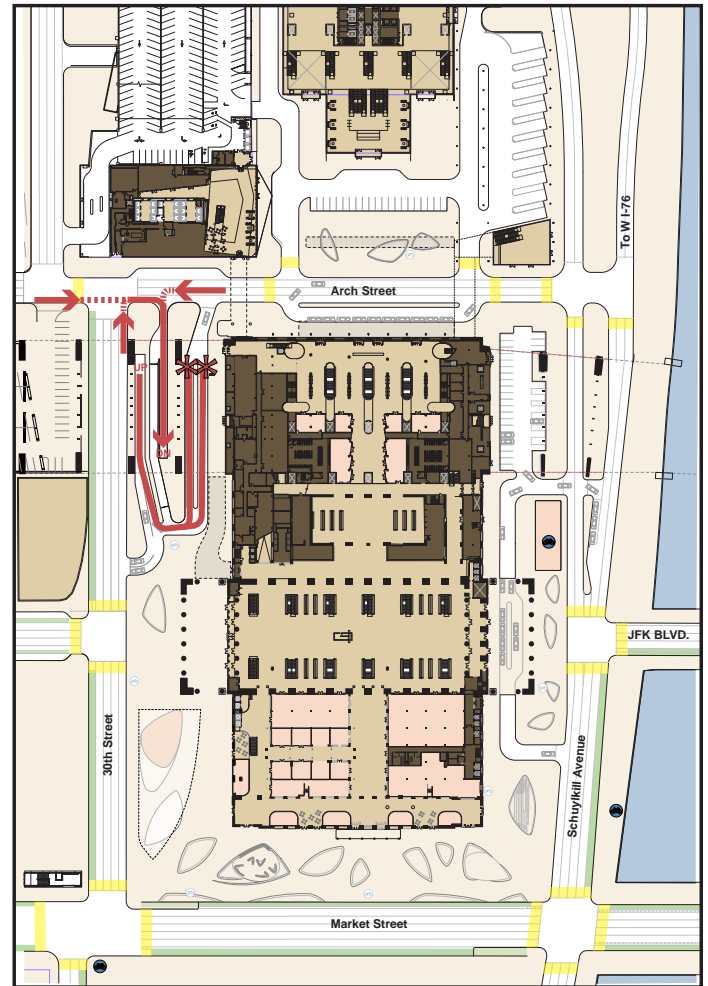 To W I-76
Arch Street
UP
DN
JFK BLVD.
30th Street
Schuylkill Avenue
Market Street